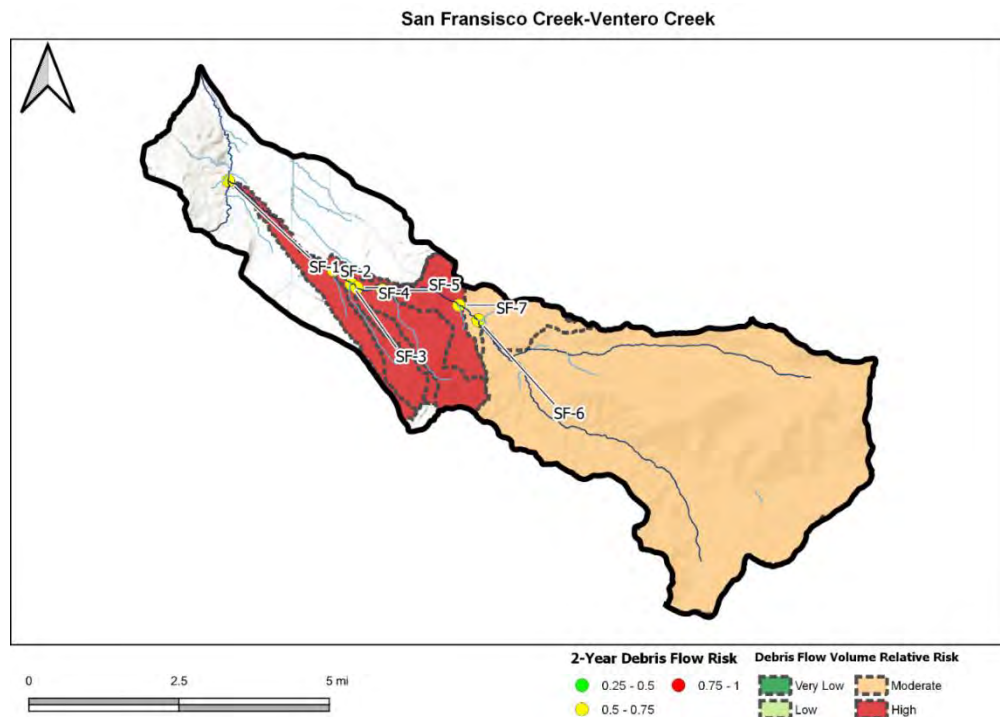 San Fransisco Creek-Ventero Creek
SF-1
SF-2
SF-4
SF-5
SF-7
SF-3
SF-6
0 2.5 5 mi
2-Year Debris Flow Risk
0.25 - 0.5
0.75 - 1
0.5 - 0.75
Debris Flow Volume Relative Risk
Very Low
Moderate
Low
High